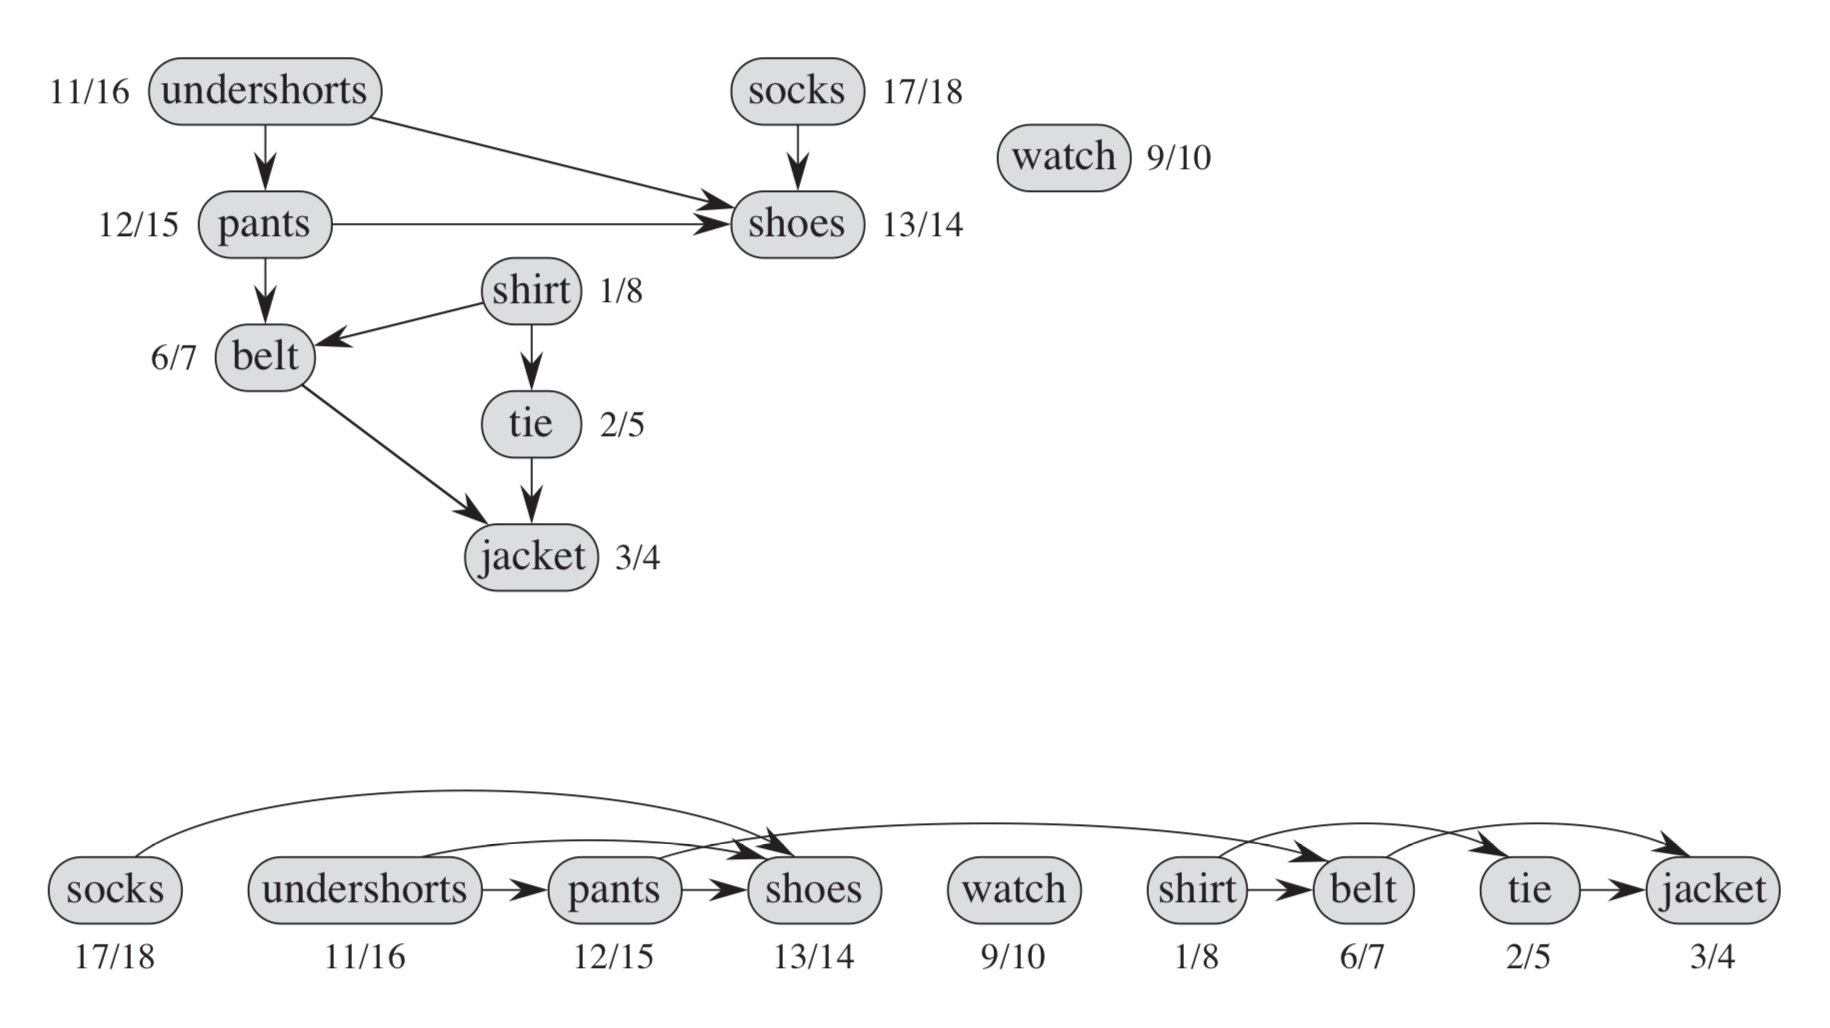 11/16 undershorts socks 17/18
watch 9/10
12/15 pants shoes 13/14
shirt 1/8
6/7 belt
tie 2/5
jacket 3/4
socks undershorts pants shoes watch shirt belt tie jacket
17/18 11/16 12/15 13/14 9/10 1/8 6/7 2/5 3/4